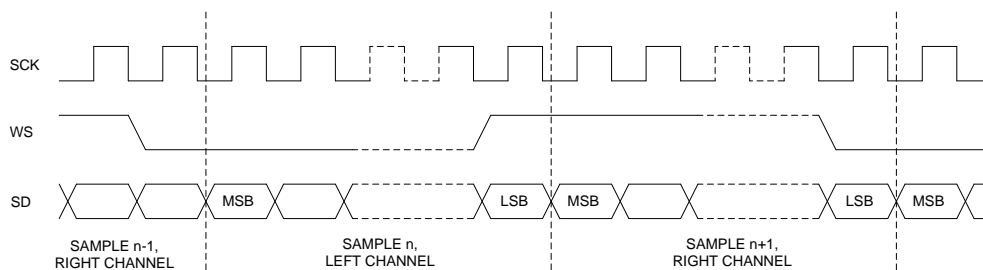 SCK
WS
SD
MSB
LSB
MSB
LSB
MSB
SAMPLE n-1,
RIGHT CHANNEL
SAMPLE n,
LEFT CHANNEL
SAMPLE n+1,
RIGHT CHANNEL